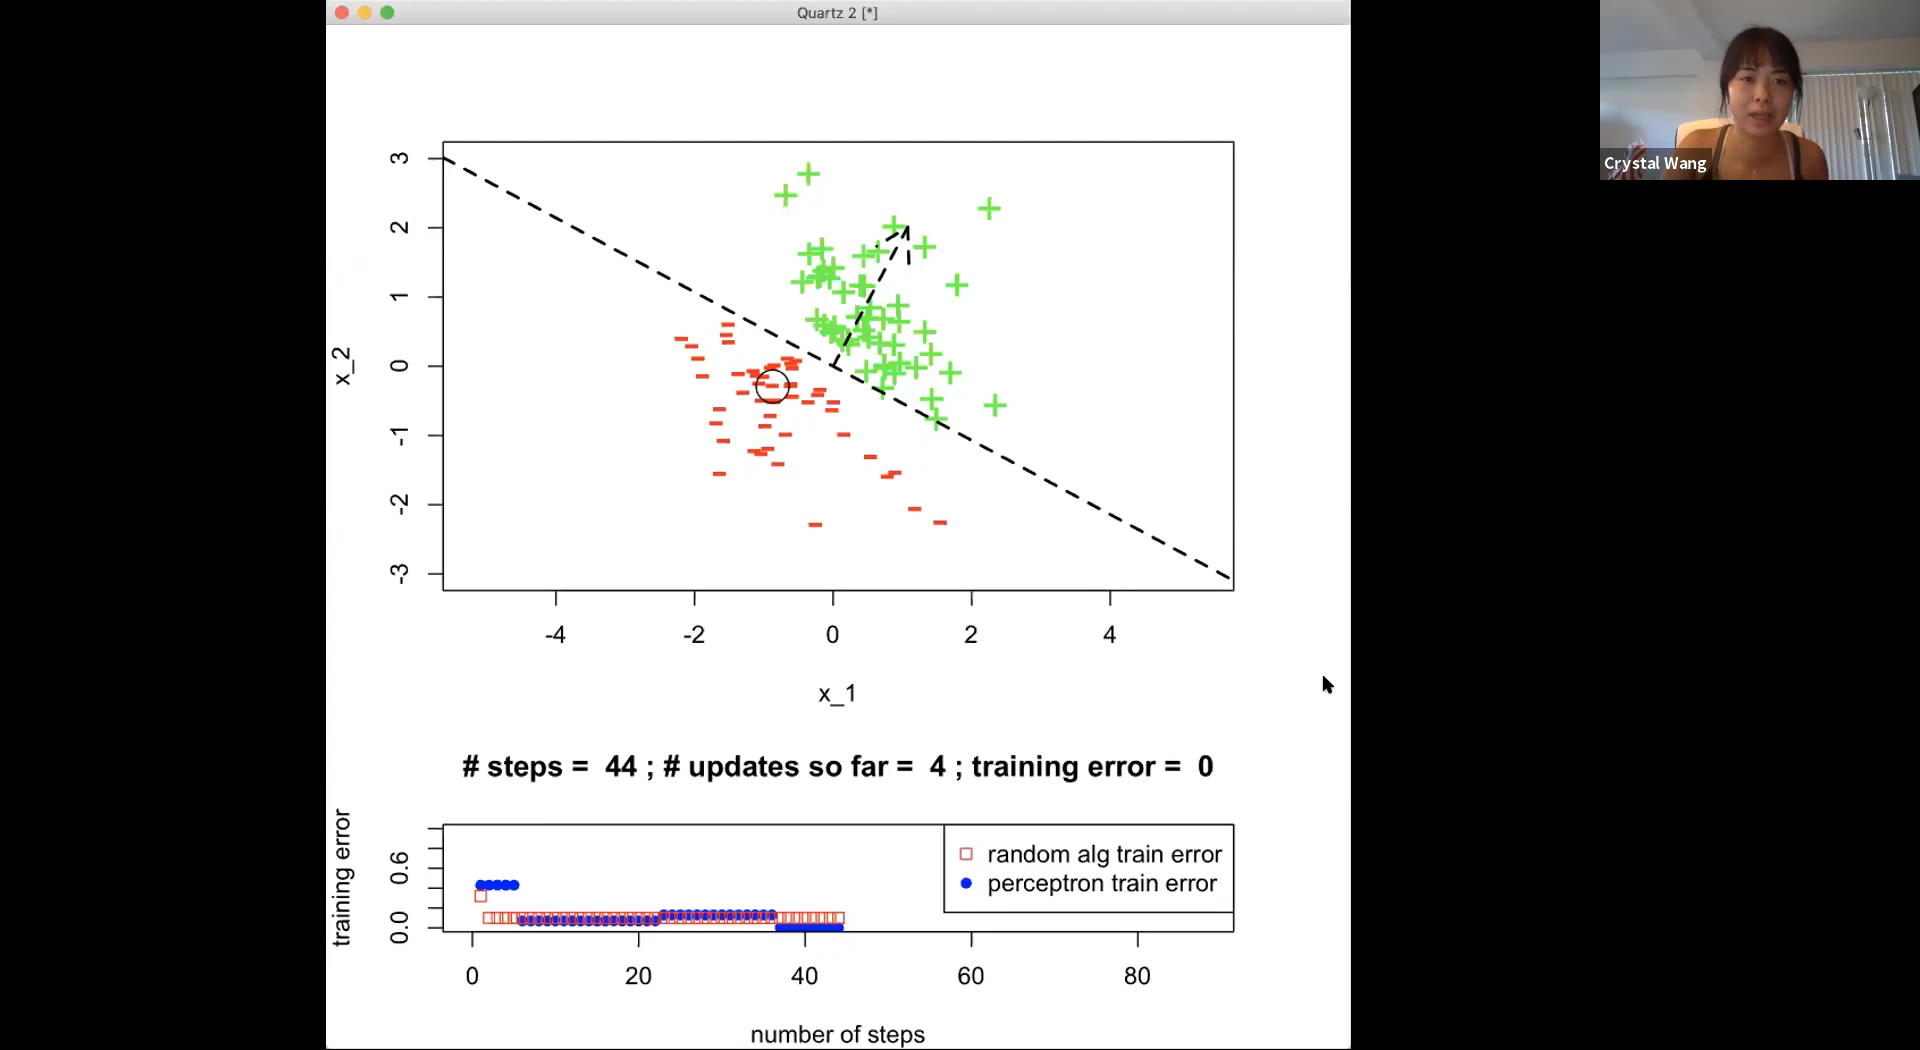 Quartz 2 [*]
Crystal Wang
3
2
1
0
-1
-2
-3
x_2
-4 -2 0 2 4
x_1
# steps = 44 ; # updates so far = 4 ; training error = 0
training error
0.6
0.0
random alg train error
perceptron train error
0 20 40 60 80
number of steps